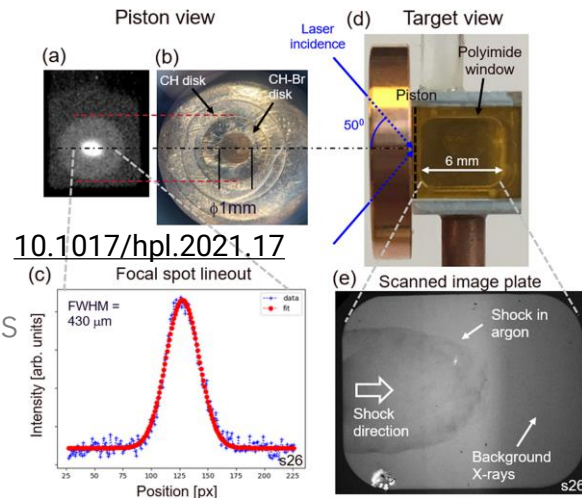 Piston view
Target view
(a)
(b)
CH disk
CH-Br
disk
ϕ1mm
(d)
Laser
incidence
50⁰
Piston
Polyimide
window
6 mm
10.1017/hpl.2021.17
(c)
Focal spot lineout
FWHM =
430 μm
data
fit
Intensity [arb. units]
25 50 75 100 125 150 175 200 225
Position [px]
s26
S
(e)
Scanned image plate
Shock in
argon
Shock
direction
Background
X-rays
s26